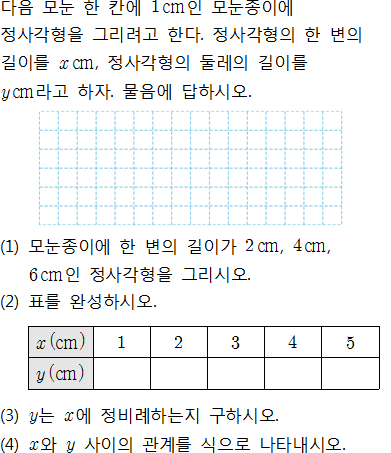 다음 모눈 한 칸에 1cm인 모눈종이에
정사각형을 그리려고 한다. 정사각형의 한 변의
길이를 x cm, 정사각형의 둘레의 길이를
y cm라고 하자. 물음에 답하시오.
(1) 모눈종이에 한 변의 길이가 2cm, 4cm,
6cm인 정사각형을 그리시오.
(2) 표를 완성하시오.
x(cm) 1 2 3 4 5
y(cm)
(3) y는 x에 정비례하는지 구하시오.
(4) x와 y 사이의 관계를 식으로 나타내시오.